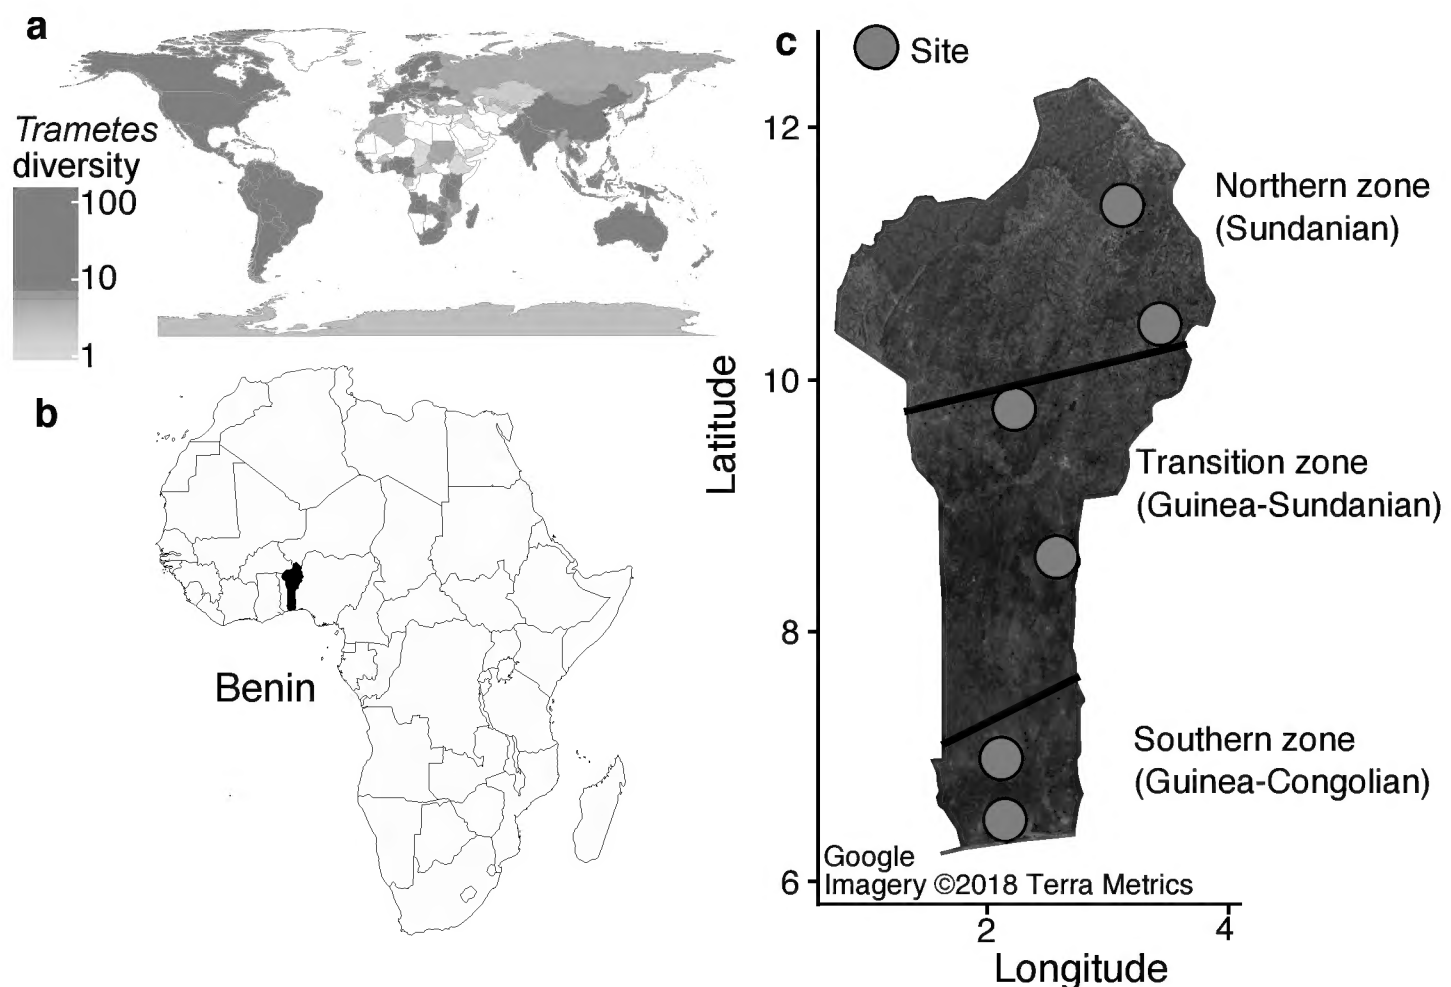 a
Trametes
diversity
100
10
1
b
Benin
c
Site
12
10
8
6
Latitude
Northern zone
(Sundanian)
Transition zone
(Guinea-Sundanian)
Southern zone
(Guinea-Congolian)
Google
Imagery ©2018 Terra Metrics
2
4
Longitude